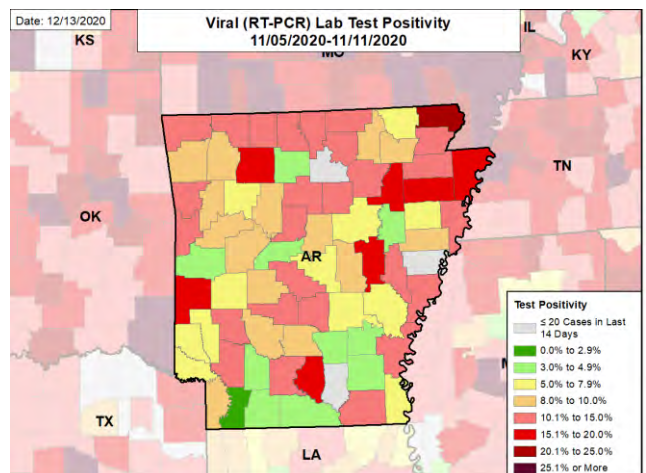 Date: 12/13/2020
Viral (RT-PCR) Lab Test Positivity
11/05/2020-11/11/2020
KS
MO
IL
KY
TN
OK
AR
TX
LA
Test Positivity
≤ 20 Cases in Last
14 Days
0.0% to 2.9%
3.0% to 4.9%
5.0% to 7.9%
8.0% to 10.0%
10.1% to 15.0%
15.1% to 20.0%
20.1% to 25.0%
25.1% or More